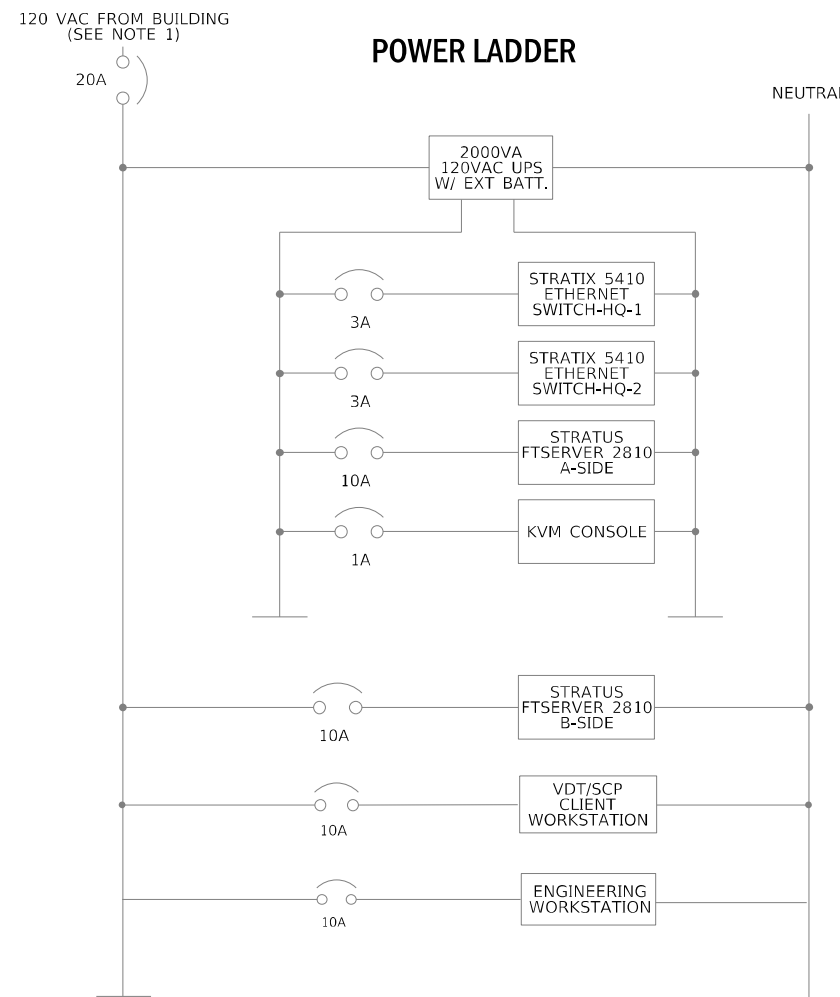 120 VAC FROM BUILDING
(SEE NOTE 1)
POWER LADDER
20A
NEUTRAL
2000VA
120VAC UPS
W/ EXT BATT.
STRATIX 5410
ETHERNET
SWITCH-HQ-1
3A
STRATIX 5410
ETHERNET
SWITCH-HQ-2
3A
STRATUS
FTSERVER 2810
A-SIDE
10A
KVM CONSOLE
1A
STRATUS
FTSERVER 2810
B-SIDE
10A
VDT/SCP
CLIENT
WORKSTATION
10A
ENGINEERING
WORKSTATION
10A